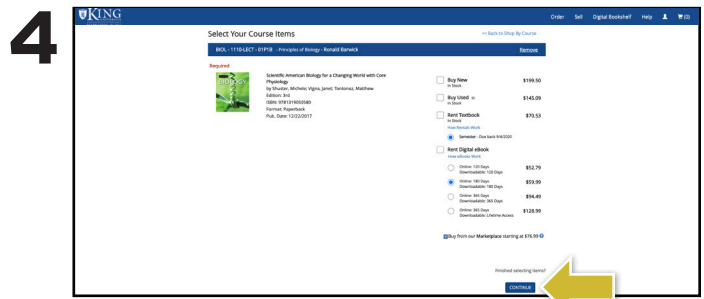 4
KING
Order Sell Digital Bookshelf Help (0)
Select Your Course Items
<< Back to Shop By Course
BIOL - 1110-LECT - 01P1B - Principles of Biology - Ronald Barwick Remove
Required
BIOLOGY
Scientific American Biology for a Changing World with Core
Physiology
by Shuster, Michele; Vigna, Janet; Tontonoz, Matthew
Edition: 3rd
ISBN: 9781319050580
Format: Paperback
Pub. Date: 12/22/2017
Buy New $199.50
In Stock
Buy Used $145.09
In Stock
Rent Textbook $70.53
In Stock
How Rentals Work
Semester - Due back 9/4/2020
Rent Digital eBook
How eBooks Work
Online: 120 Days $52.79
Downloadable: 120 Days
Online: 180 Days $59.99
Downloadable: 180 Days
Online: 365 Days $94.49
Downloadable: 365 Days
Online: 365 Days $128.99
Downloadable: Lifetime Access
Buy from our Marketplace starting at $76.99
Finished selecting items?
CONTINUE